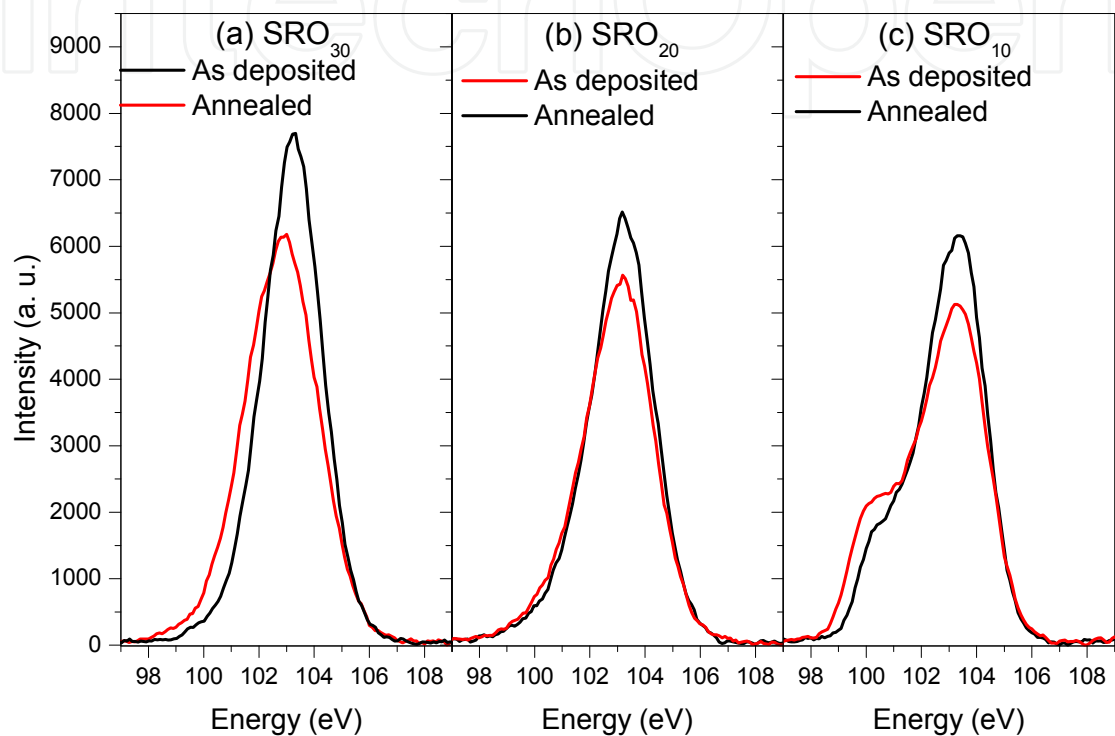 IntechOpen
(a) SRO30
As deposited
Annealed
(b) SRO20
As deposited
Annealed
(c) SRO10
As deposited
Annealed
Intensity (a. u.)
9000
8000
7000
6000
5000
4000
3000
2000
1000
0
98 100 102 104 106 108
98 100 102 104 106 108
98 100 102 104 106 108
Energy (eV)
Energy (eV)
Energy (eV)